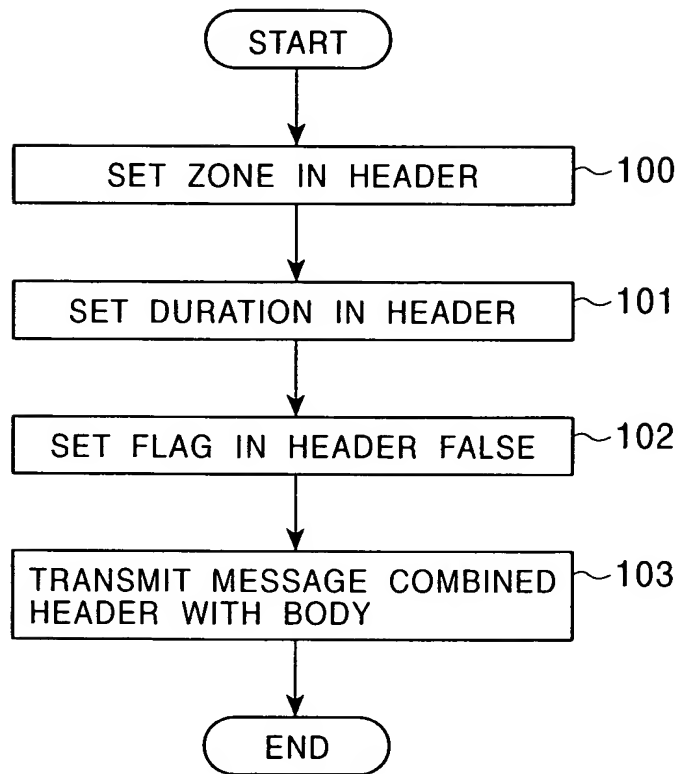 START
SET ZONE IN HEADER
100
SET DURATION IN HEADER
101
SET FLAG IN HEADER FALSE
102
TRANSMIT MESSAGE COMBINED
HEADER WITH BODY
103
END